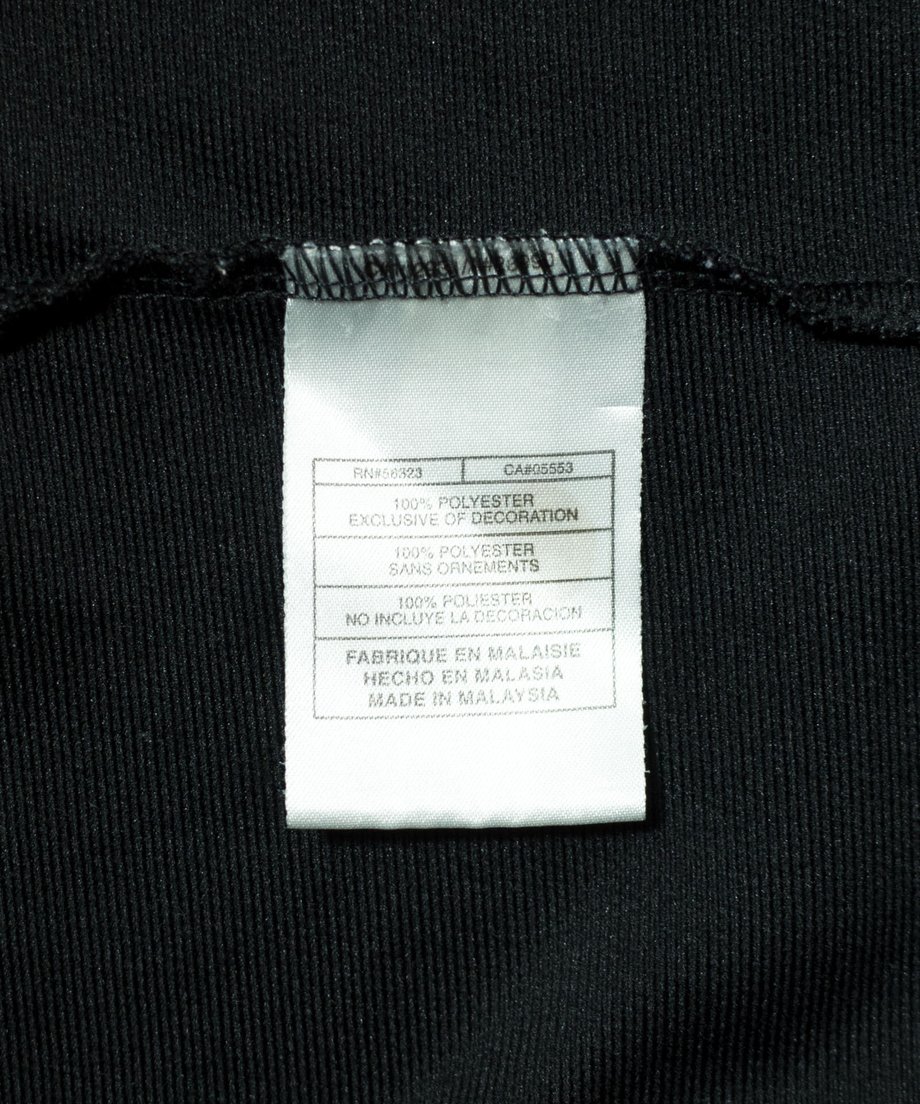 RN#56323 CA#05553
100% POLYESTER
EXCLUSIVE OF DECORATION
100% POLYESTER
SANS ORNEMENTS
100% POLIESTER
NO INCLUYE LA DECORACION
FABRIQUE EN MALAISIE
HECHO EN MALASIA
MADE IN MALAYSIA